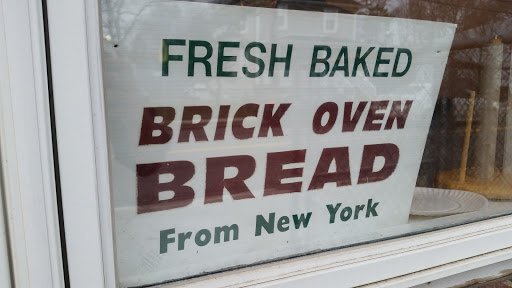 FRESH BAKED
BRICK OVEN
BREAD
From New York